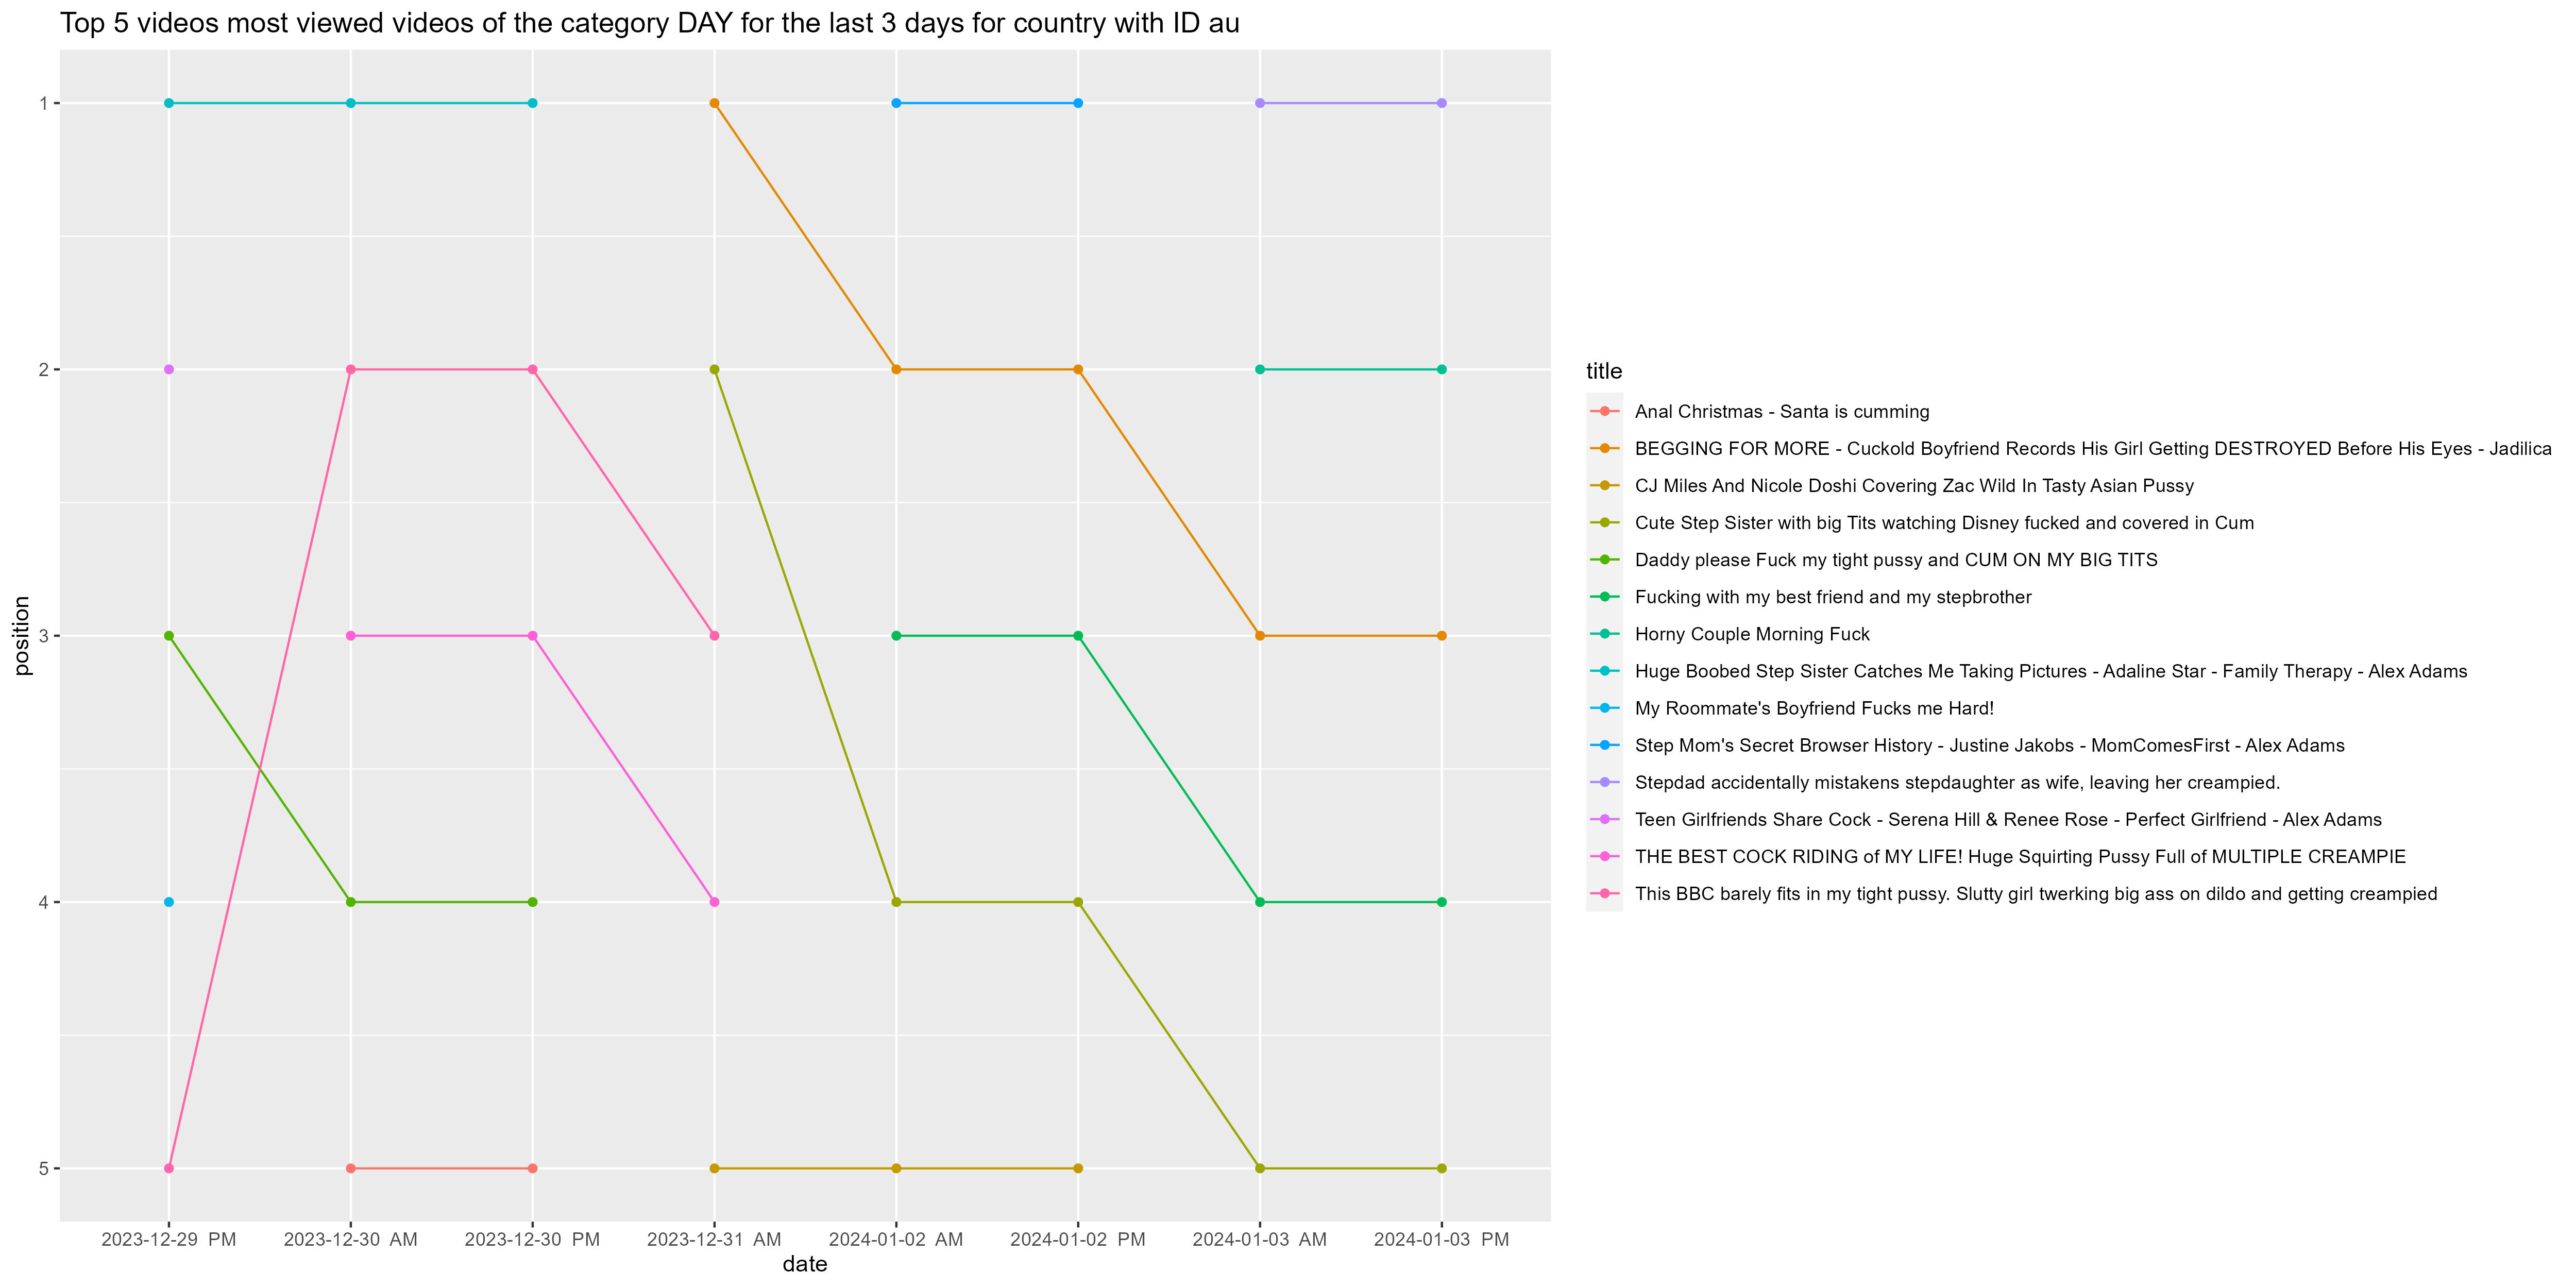 Top 5 videos most viewed videos of the category DAY for the last 3 days for country with ID au
position
1
2
3
4
5
2023-12-29 PM
2023-12-30 AM
2023-12-30 PM
2023-12-31 AM
2024-01-02 AM
2024-01-02 PM
2024-01-03 AM
2024-01-03 PM
date
title
Anal Christmas - Santa is cumming
BEGGING FOR MORE - Cuckold Boyfriend Records His Girl Getting DESTROYED Before His Eyes - Jadilica
CJ Miles And Nicole Doshi Covering Zac Wild In Tasty Asian Pussy
Cute Step Sister with big Tits watching Disney fucked and covered in Cum
Daddy please Fuck my tight pussy and CUM ON MY BIG TITS
Fucking with my best friend and my stepbrother
Horny Couple Morning Fuck
Huge Boobed Step Sister Catches Me Taking Pictures - Adaline Star - Family Therapy - Alex Adams
My Roommate's Boyfriend Fucks me Hard!
Step Mom's Secret Browser History - Justine Jakobs - MomComesFirst - Alex Adams
Stepdad accidentally mistakens stepdaughter as wife, leaving her creampied.
Teen Girlfriends Share Cock - Serena Hill & Renee Rose - Perfect Girlfriend - Alex Adams
THE BEST COCK RIDING of MY LIFE! Huge Squirting Pussy Full of MULTIPLE CREAMPIE
This BBC barely fits in my tight pussy. Slutty girl twerking big ass on dildo and getting creampied